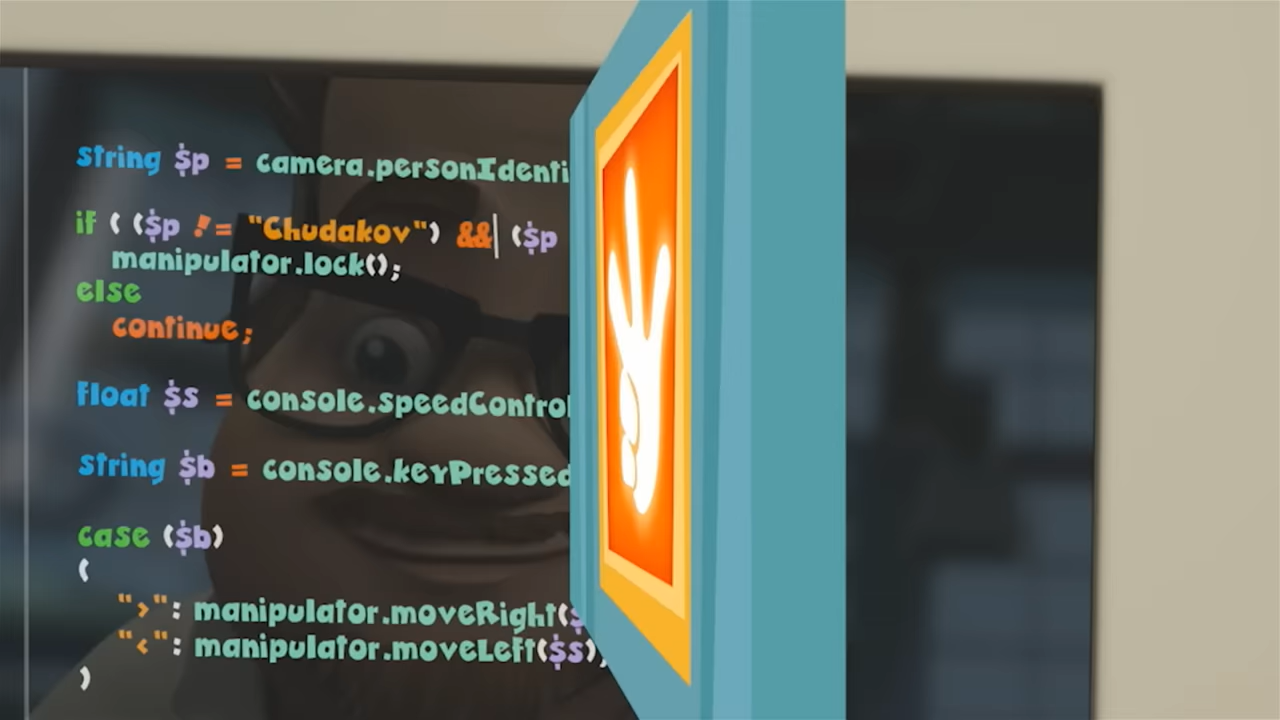 string $p = camera.personIdenti
if ( ($p != "Chudakov") && ($p
manipulator.lock();
else
continue;
float $s = console.speedControl
string $b = console.keyPressed
case ($b)
(
">": manipulator.moveRight($
"<": manipulator.moveLeft($s);
)